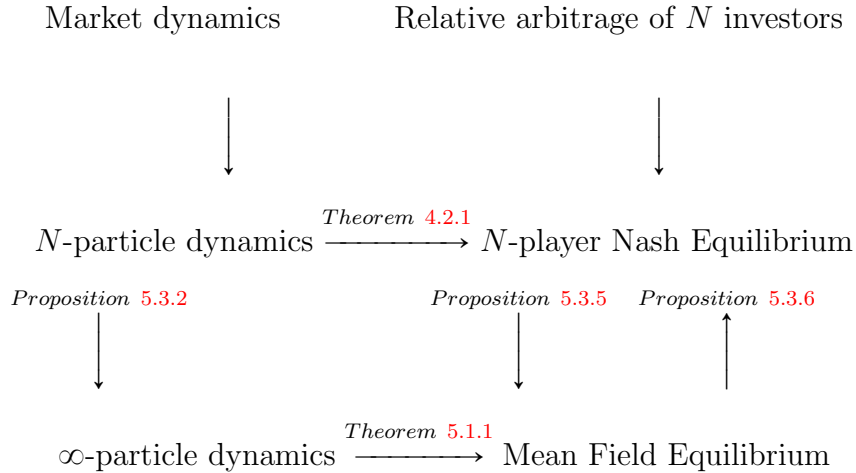 Market dynamics Relative arbitrage of N investors
Theorem 4.2.1
N-particle dynamics N-player Nash Equilibrium
Proposition 5.3.2 Proposition 5.3.5 Proposition 5.3.6
Theorem 5.1.1
∞-particle dynamics Mean Field Equilibrium